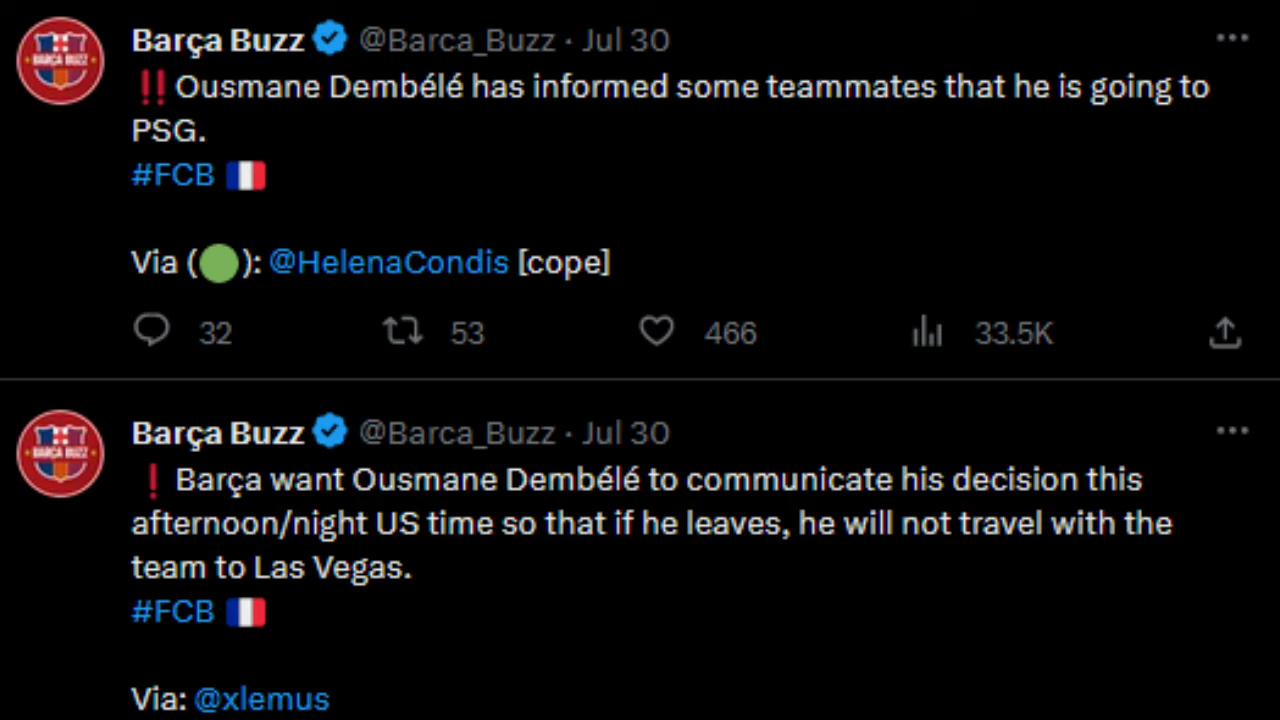 Barça Buzz @Barca_Buzz · Jul 30
‼️Ousmane Dembélé has informed some teammates that he is going to
PSG.
#FCB 🇫🇷
Via (🟢): @HelenaCondis [cope]
32 53 466 33.5K
Barça Buzz @Barca_Buzz · Jul 30
❗Barça want Ousmane Dembélé to communicate his decision this
afternoon/night US time so that if he leaves, he will not travel with the
team to Las Vegas.
#FCB 🇫🇷
Via: @xlemus